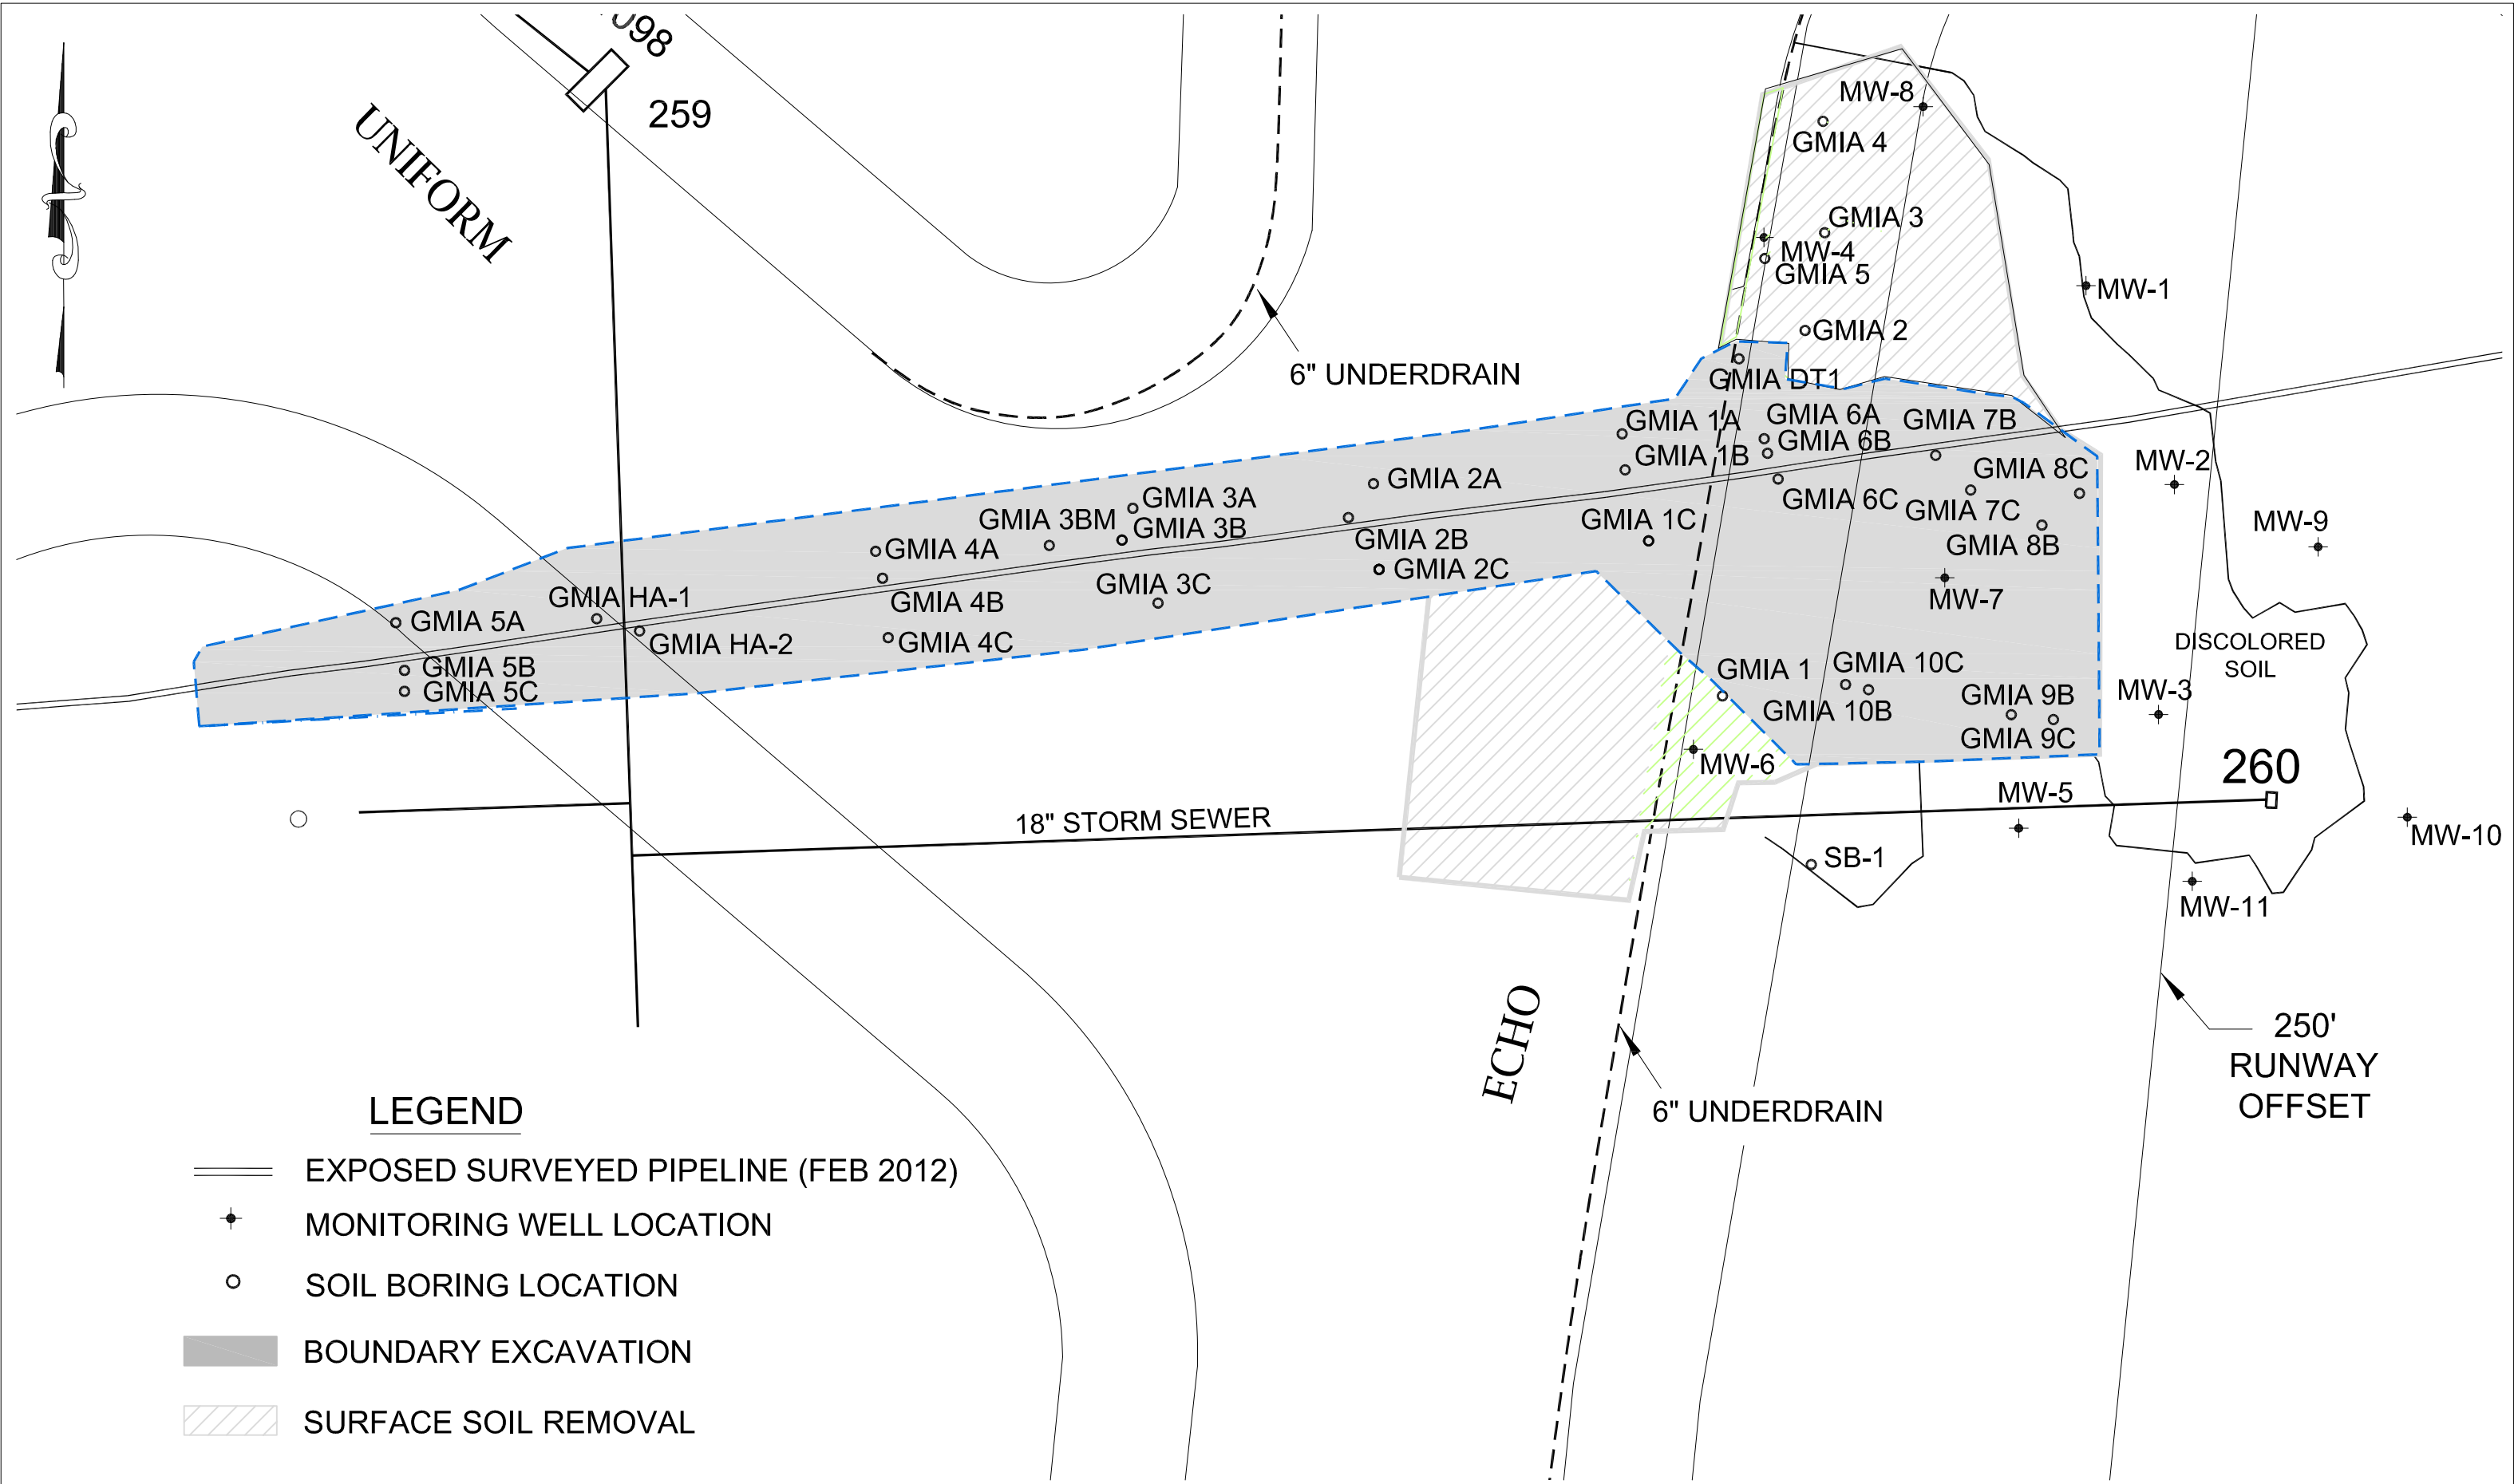 259
UNIFORM
MW-8
GMIA 4
GMIA 3
MW-4
GMIA 5
MW-1
GMIA 2
6" UNDERDRAIN
GMIA DT1
GMIA 1A
GMIA 6A
GMIA 7B
GMIA 6B
GMIA 1B
MW-2
GMIA 8C
GMIA 2A
GMIA 3A
GMIA 6C
GMIA 7C
GMIA 3BM
GMIA 3B
GMIA 1C
MW-9
GMIA 2B
GMIA 8B
GMIA 4A
GMIA 2C
GMIA 3C
MW-7
GMIA HA-1
GMIA 4B
GMIA 5A
GMIA HA-2
GMIA 4C
DISCOLORED
SOIL
GMIA 5B
GMIA 5C
GMIA 1
GMIA 10C
GMIA 10B
GMIA 9B
GMIA 9C
MW-3
MW-6
260
MW-5
18" STORM SEWER
MW-10
SB-1
MW-11
ECHO
250'
RUNWAY
OFFSET
6" UNDERDRAIN
LEGEND
EXPOSED SURVEYED PIPELINE (FEB 2012)
MONITORING WELL LOCATION
SOIL BORING LOCATION
BOUNDARY EXCAVATION
SURFACE SOIL REMOVAL